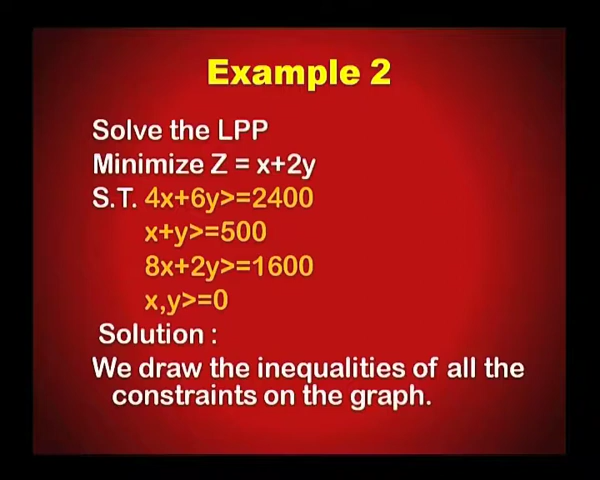 Example 2
Solve the LPP
Minimize Z = x+2y
S.T. 4x+6y>=2400
x+y>=500
8x+2y>=1600
x,y>=0
Solution :
We draw the inequalities of all the
constraints on the graph.